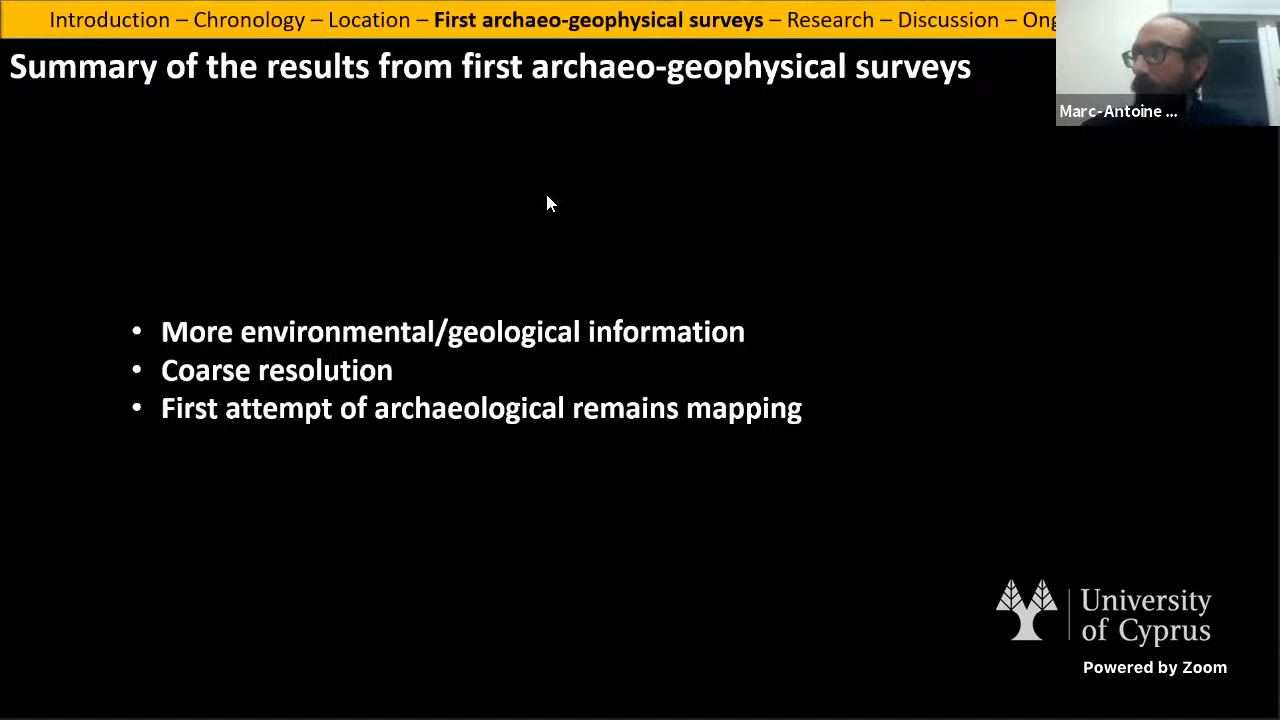 Introduction – Chronology – Location – First archaeo-geophysical surveys – Research – Discussion –
Summary of the results from first archaeo-geophysical surveys
Marc-Antoine ...
• More environmental/geological information
• Coarse resolution
• First attempt of archaeological remains mapping
University
of Cyprus
Powered by Zoom